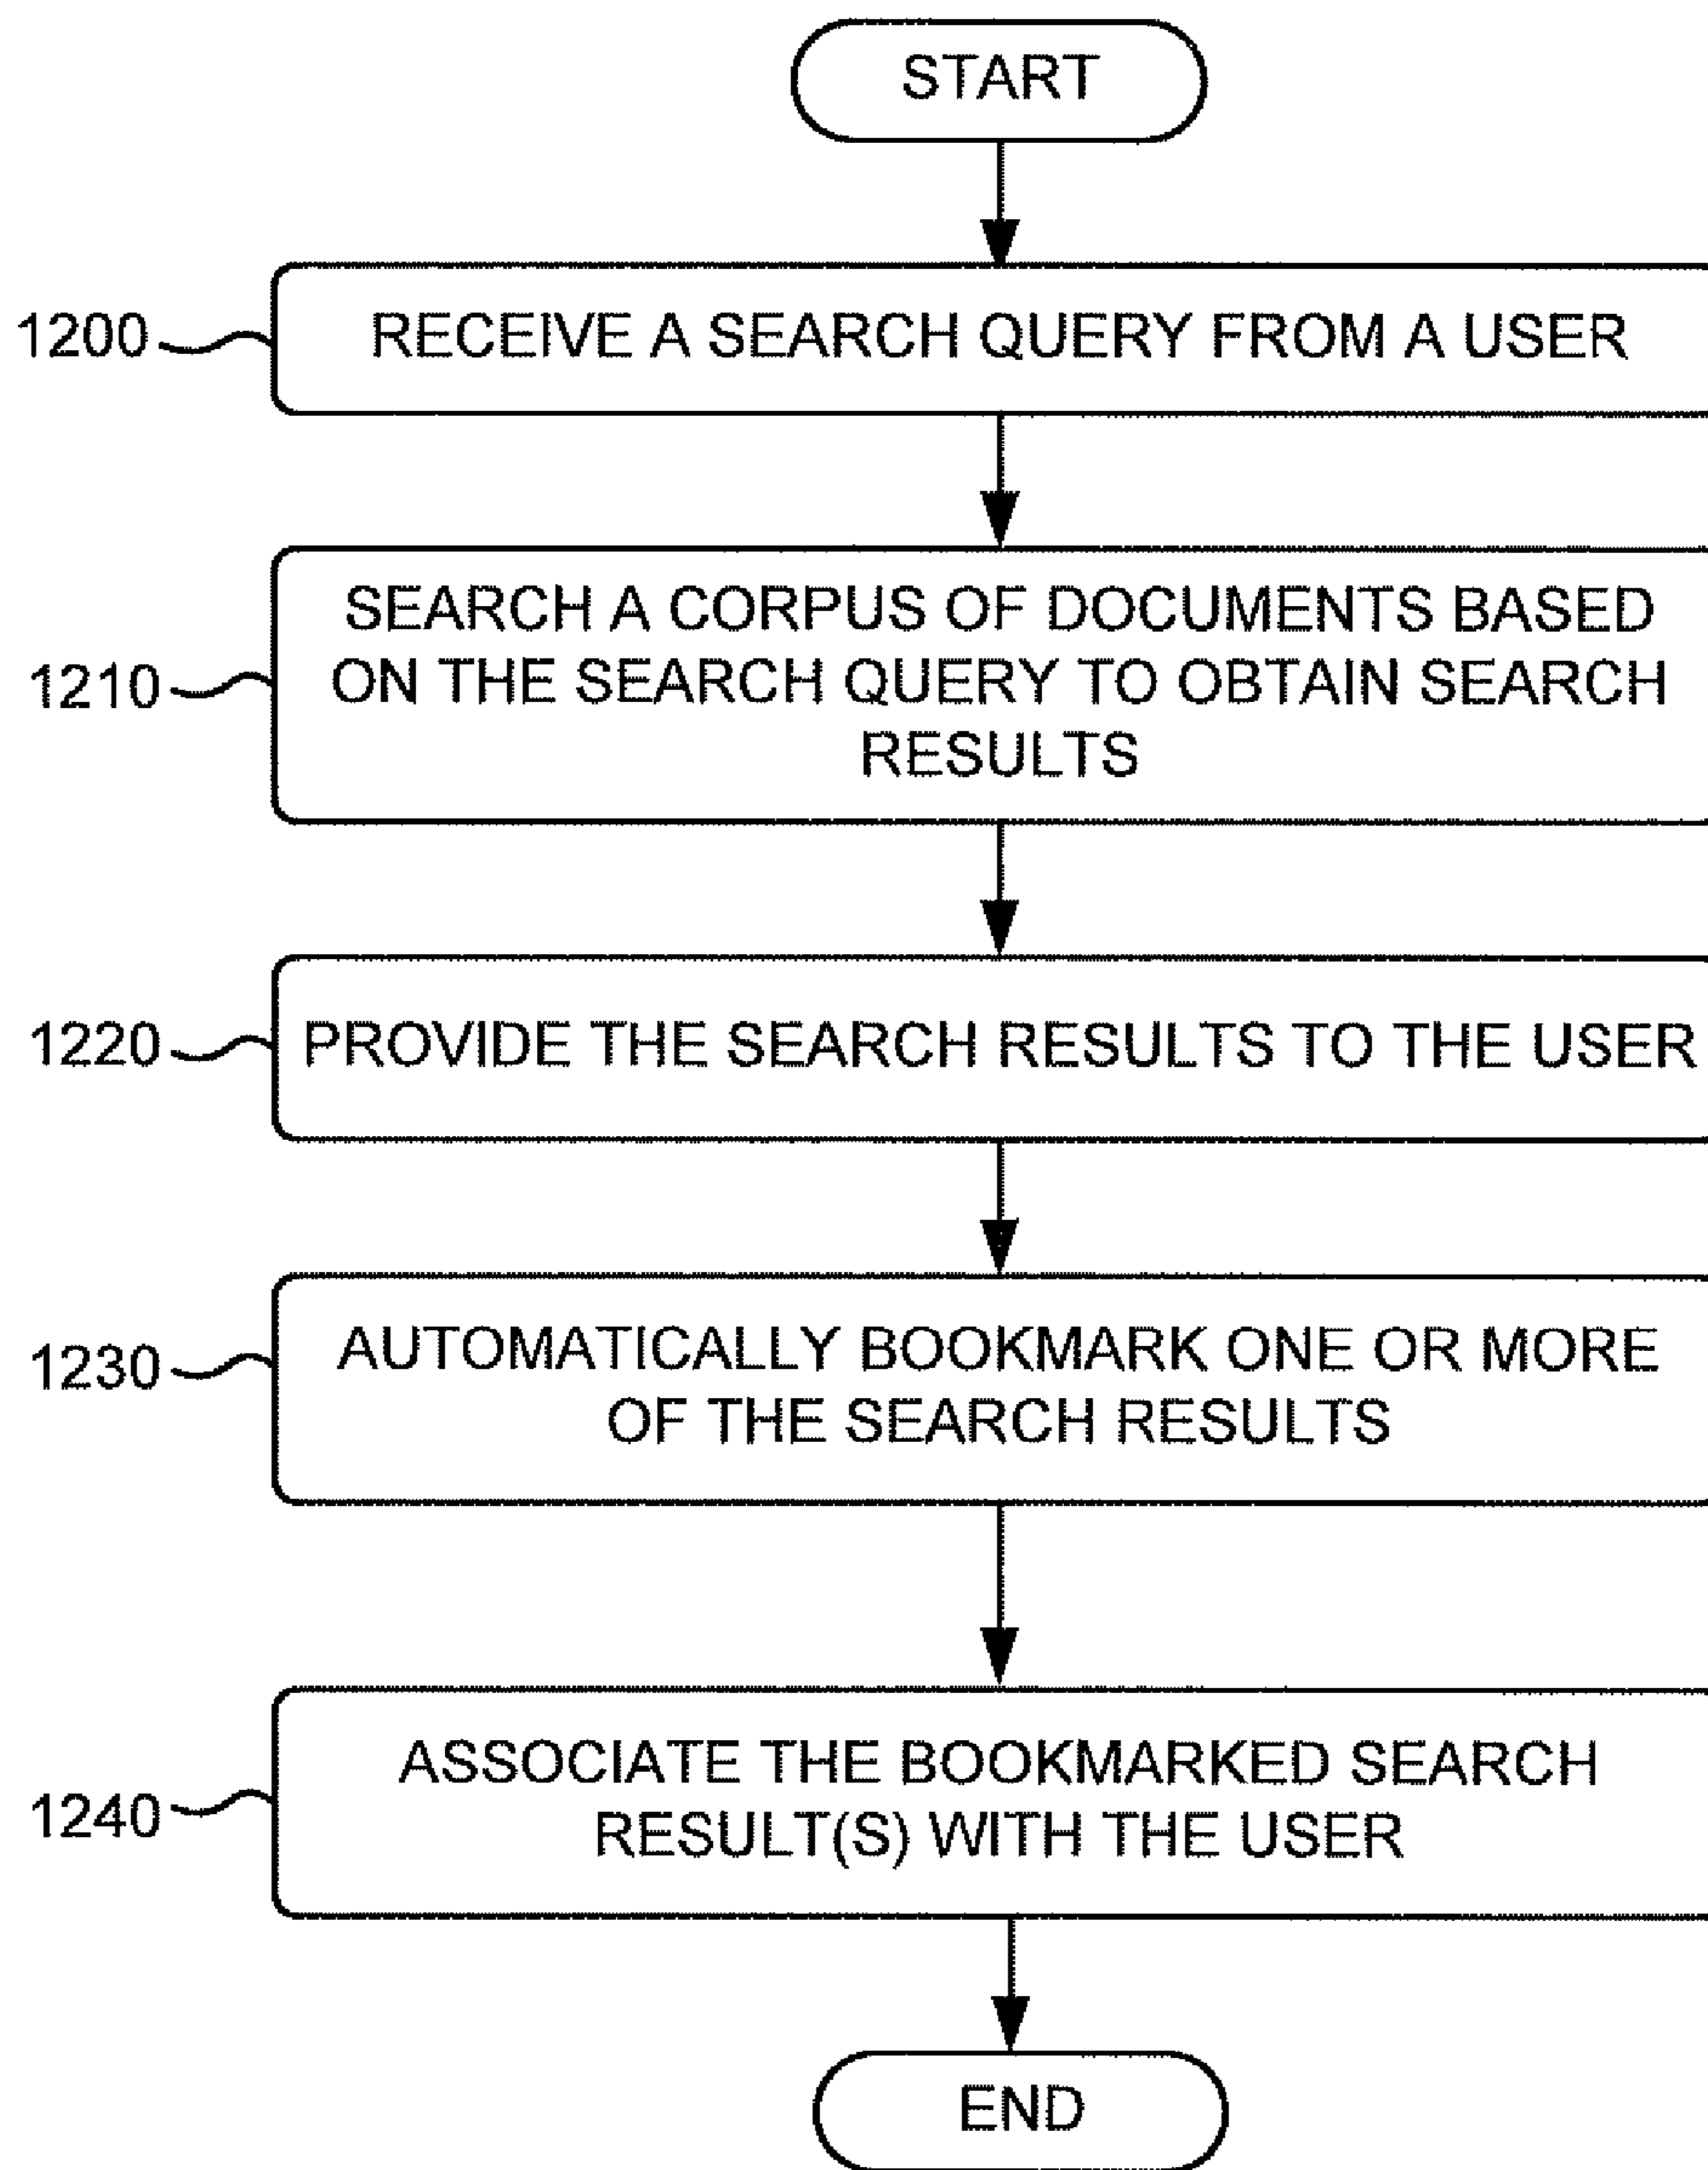 START
1200
RECEIVE A SEARCH QUERY FROM A USER
SEARCH A CORPUS OF DOCUMENTS BASED
1210
ON THE SEARCH QUERY TO OBTAIN SEARCH
RESULTS
1220
PROVIDE THE SEARCH RESULTS TO THE USER
1230
AUTOMATICALLY BOOKMARK ONE OR MORE
OF THE SEARCH RESULTS
1240
ASSOCIATE THE BOOKMARKED SEARCH
RESULT(S) WITH THE USER
END